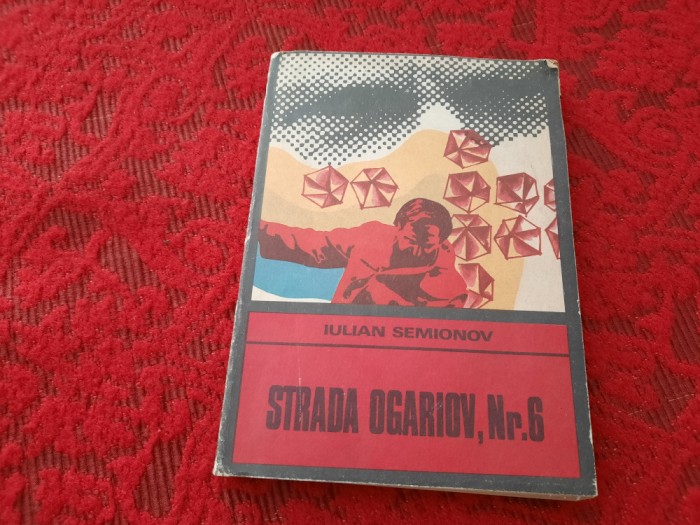 IULIAN SEMIONOV
STRADA OGARIOV, Nr.6